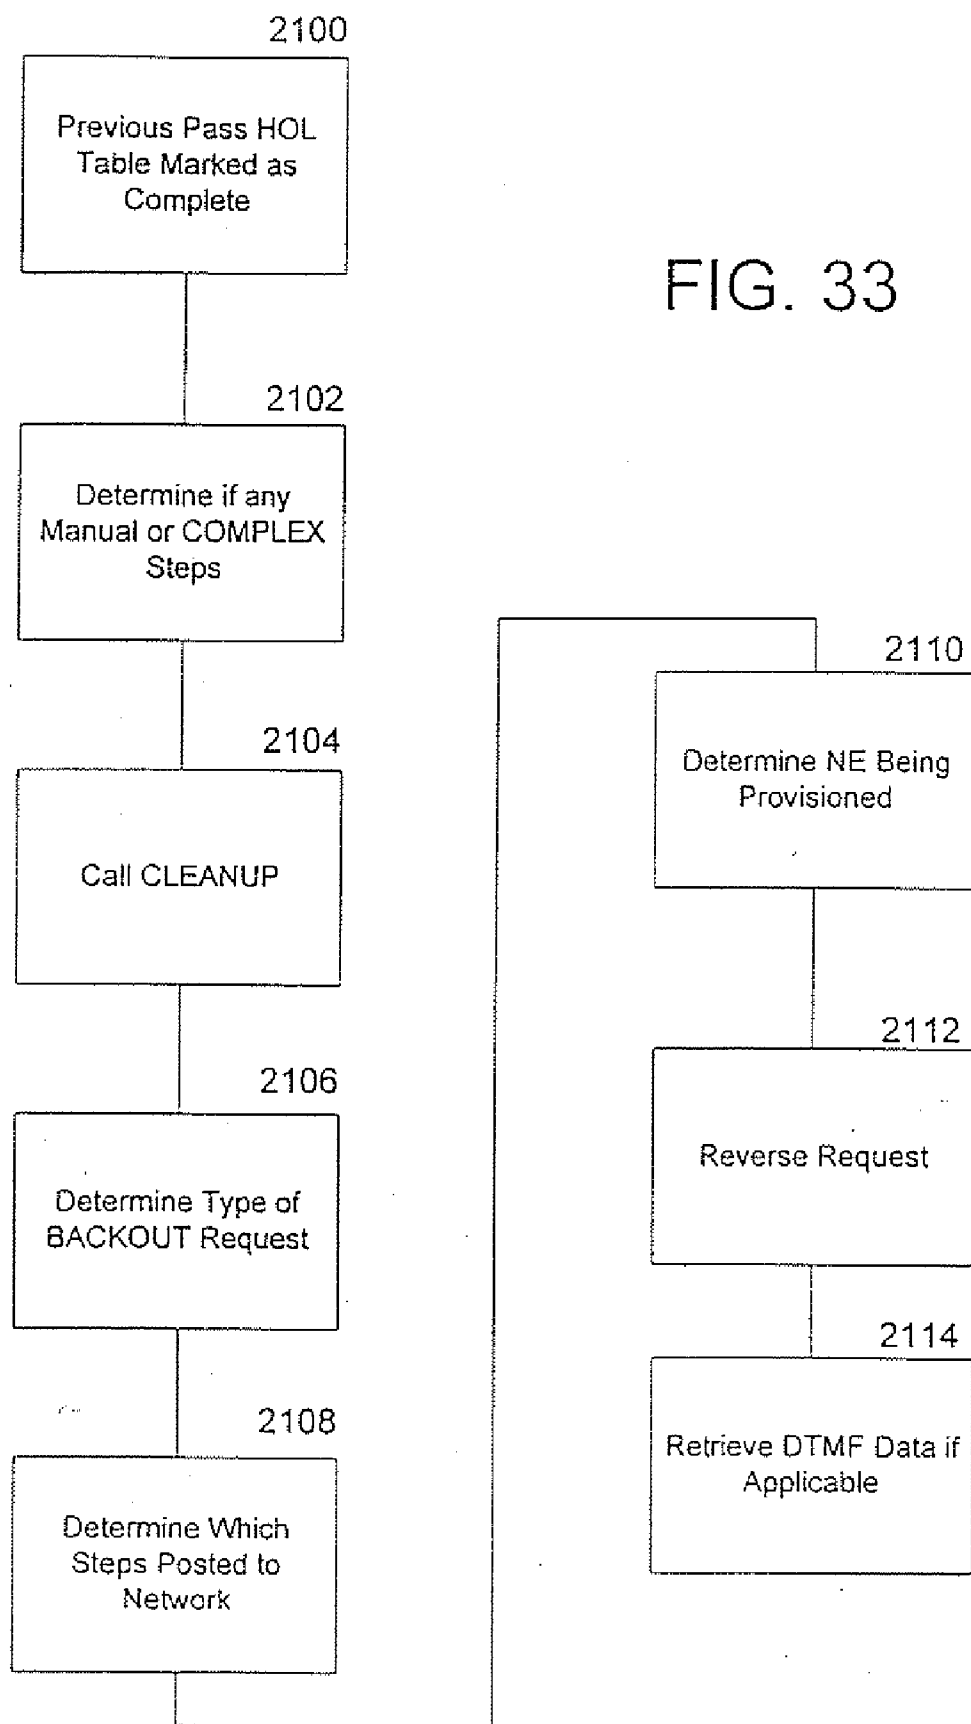 2100
Previous Pass HOL
Table Marked as
Complete
FIG. 33
2102
Determine if any
Manual or COMPLEX
Steps
2104
Call CLEANUP
2106
Determine Type of
BACKOUT Request
2108
Determine Which
Steps Posted to
Network
2110
Determine NE Being
Provisioned
2112
Reverse Request
2114
Retrieve DTMF Data if
Applicable